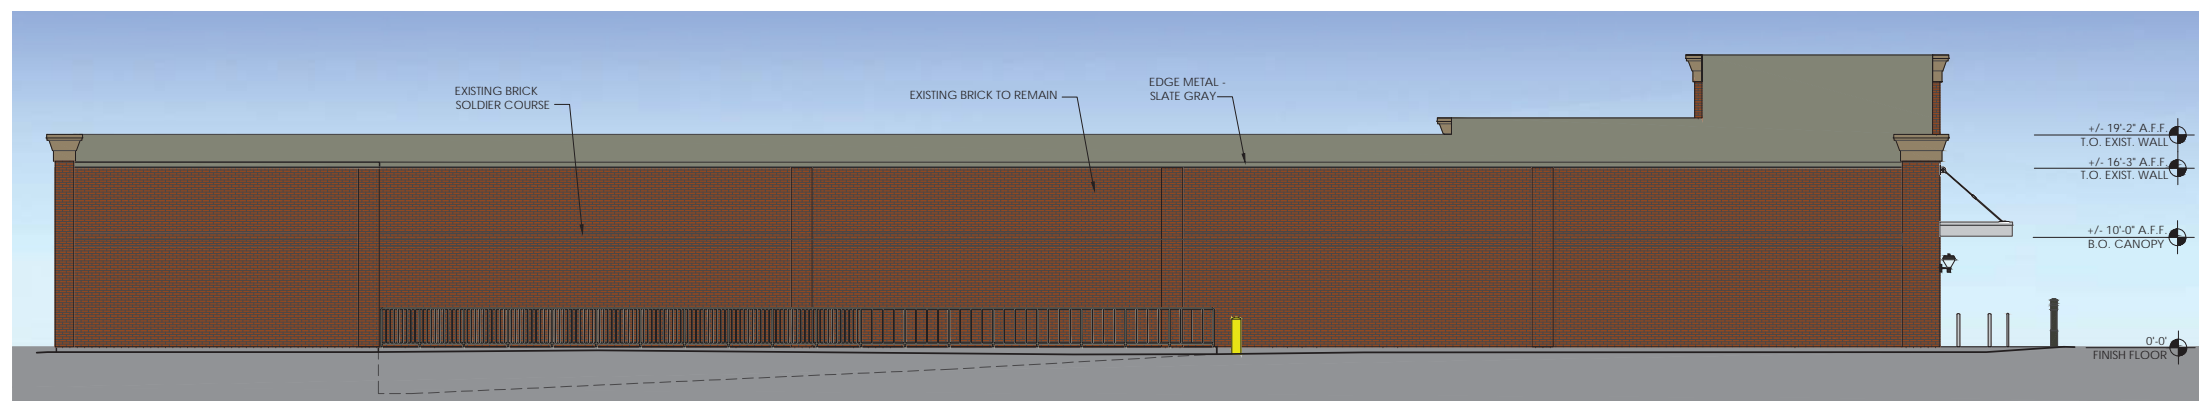 EXISTING BRICK
SOLDIER COURSE
EXISTING BRICK TO REMAIN
EDGE METAL -
SLATE GRAY
+/- 19'-2" A.F.F.
T.O. EXIST. WALL
+/- 16'-3" A.F.F.
T.O. EXIST. WALL
+/- 10'-0" A.F.F.
B.O. CANOPY
0'-0'
FINISH FLOOR